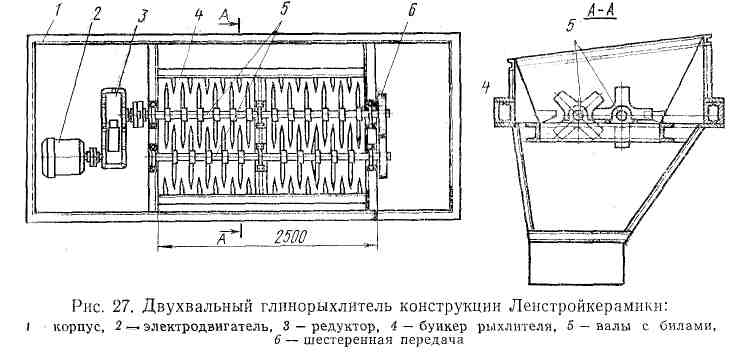 1
2
3
4
A
5
6
A-A
5
4
A
2500
Рис. 27. Двухвальный глинорыхлитель конструкции Ленстройкерамики:
1 корпус, 2 — электродвигатель, 3 — редуктор, 4 — бункер рыхлителя, 5 — валы с билами,
6 — шестеренная передача